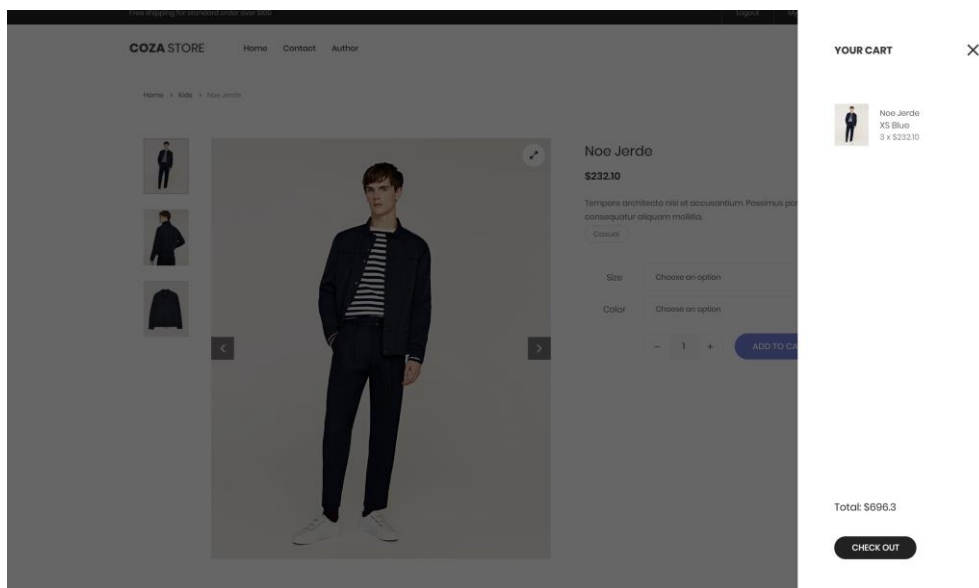 Free shipping for standard order over $100
Logout
My
COZA STORE
Home
Contact
Author
Home > Kids > Noe Jerde
Noe Jerde
$232.10
Tempore architecto nisi et accusantium. Possimus
consequatur aliquam mollitia.
Casual
Size
Choose an option
Color
Choose an option
− 1 +
ADD TO CA
YOUR CART
Noe Jerde
XS Blue
3 x $232.10
Total: $696.3
CHECK OUT